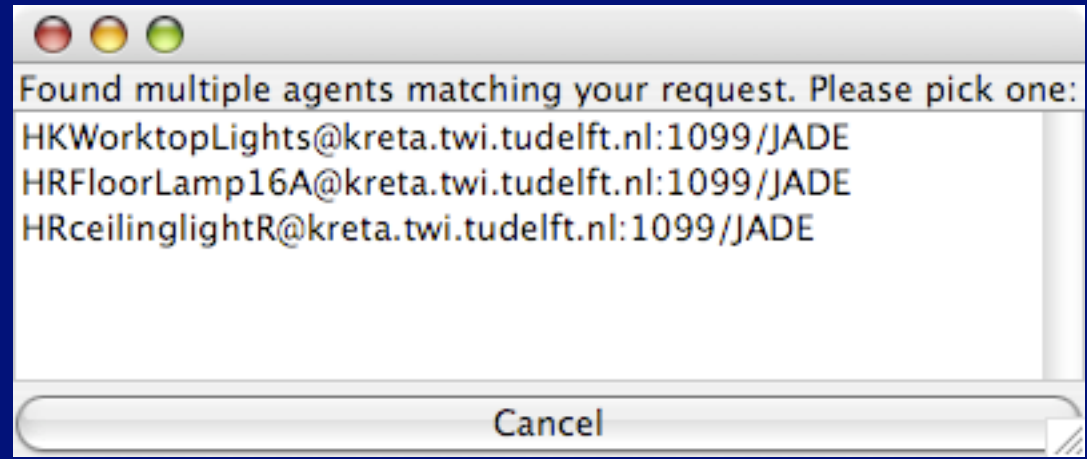 Found multiple agents matching your request. Please pick one:
HKWorktopLights@kreta.twi.tudelft.nl:1099/JADE
HRFloorLamp16A@kreta.twi.tudelft.nl:1099/JADE
HRceilinglightR@kreta.twi.tudelft.nl:1099/JADE
Cancel